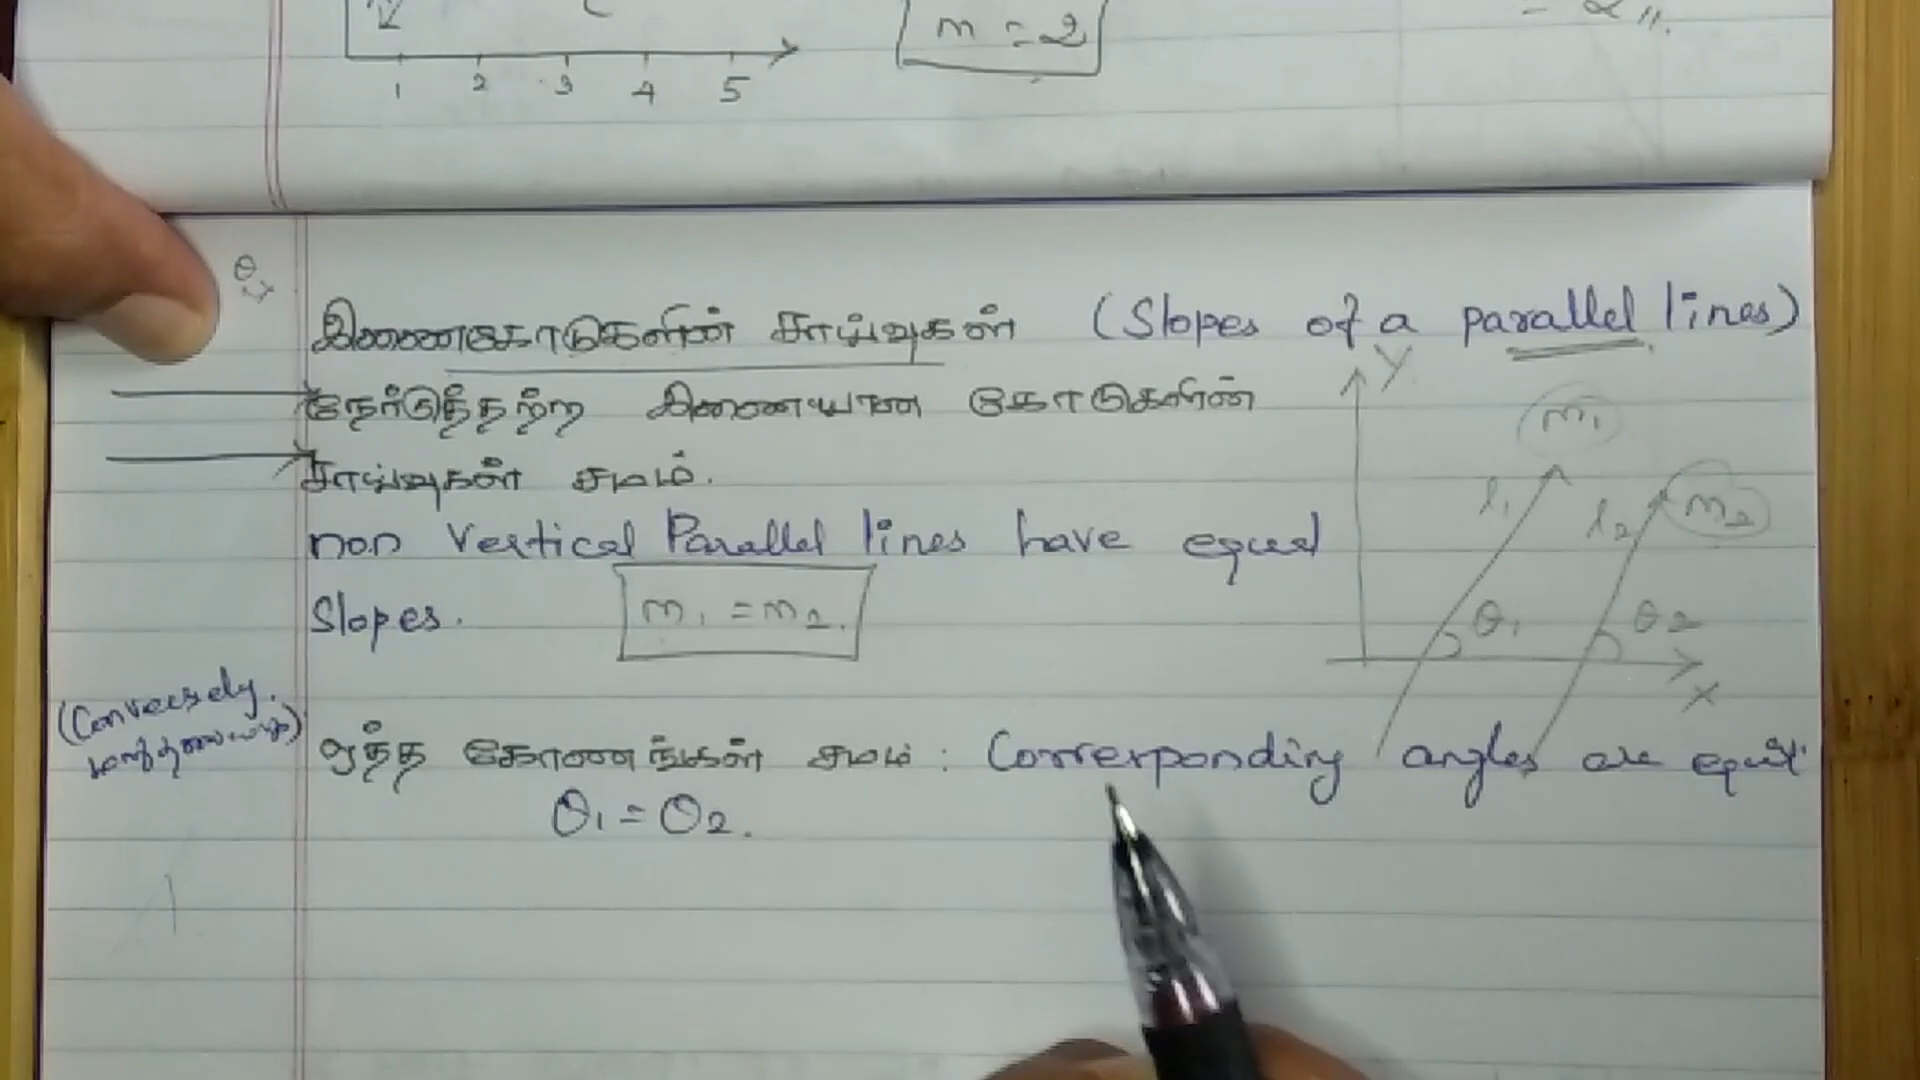 m = 2
1 2 3 4 5
இணைகோடுகளின் சாய்வுகள் (Slopes of a parallel lines)
நேர்குத்தற்ற இணையான கோடுகளின்
சாய்வுகள் சமம்.
non Vertical Parallel lines have equal
Slopes. m₁ = m₂.
Y
m₁
l₁ l₂ m₂
θ₁ θ₂
X
(Conversely.
மறுதலையாக)
ஒத்த கோணங்கள் சமம் : Corresponding angles are equal
θ₁ = θ₂.